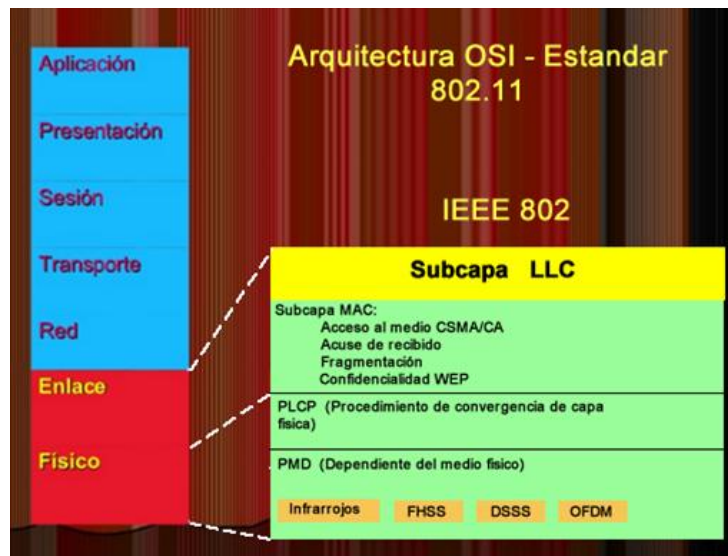 Arquitectura OSI - Estandar
802.11
Aplicación
Presentación
Sesión
Transporte
Red
Enlace
Físico
IEEE 802
Subcapa LLC
Subcapa MAC:
Acceso al medio CSMA/CA
Acuse de recibido
Fragmentación
Confidencialidad WEP
PLCP (Procedimiento de convergencia de capa
fisica)
PMD (Dependiente del medio fisico)
Infrarrojos FHSS DSSS OFDM